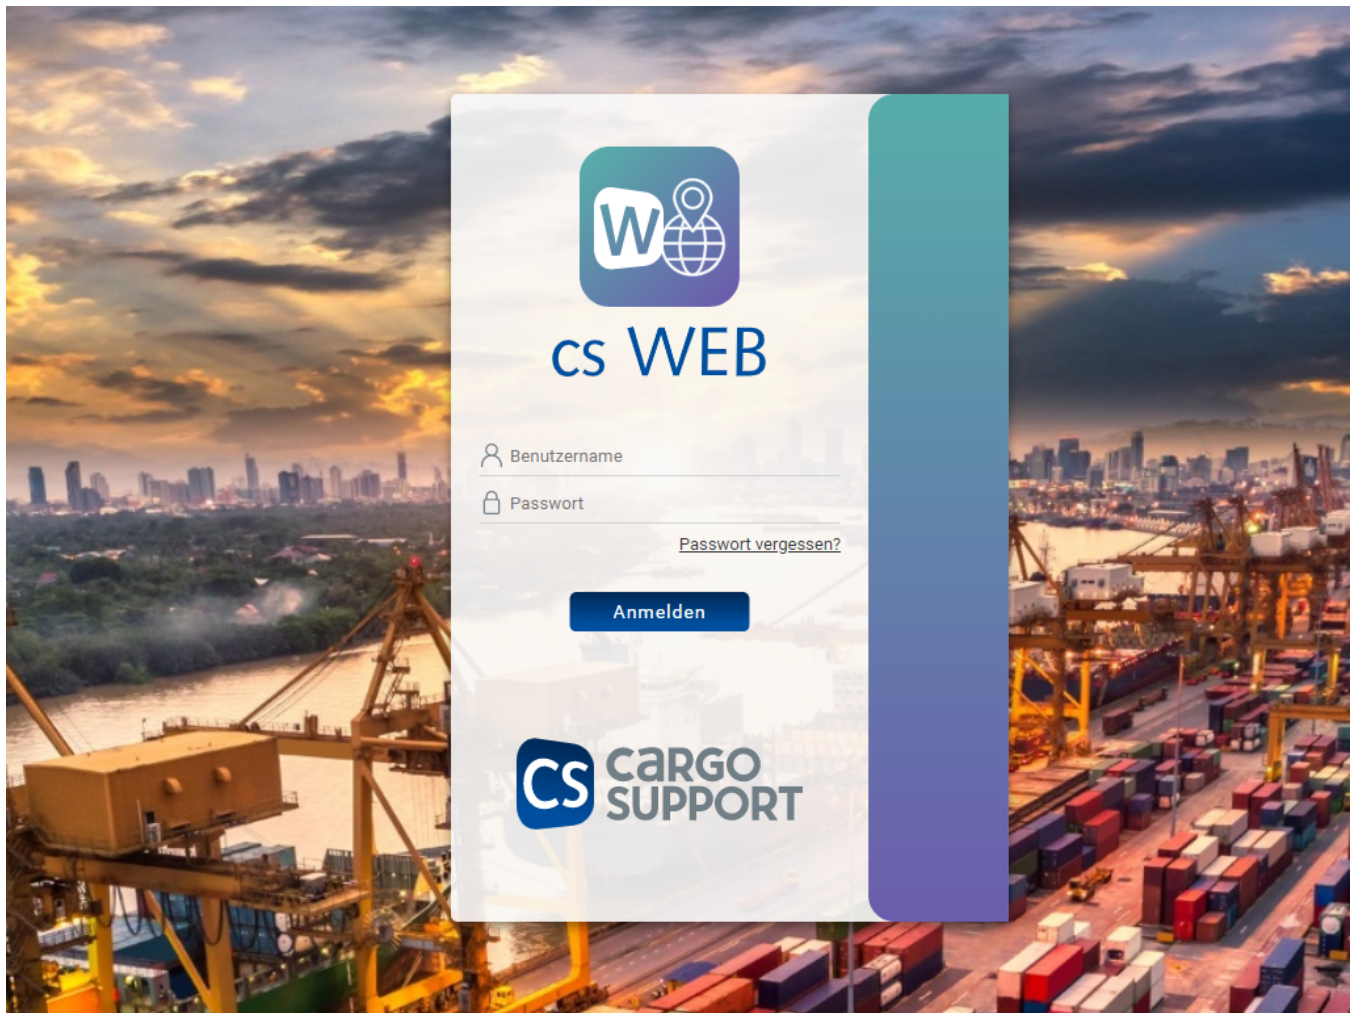 W
cs WEB
Benutzername
Passwort
Passwort vergessen?
Anmelden
CS CARGO
SUPPORT